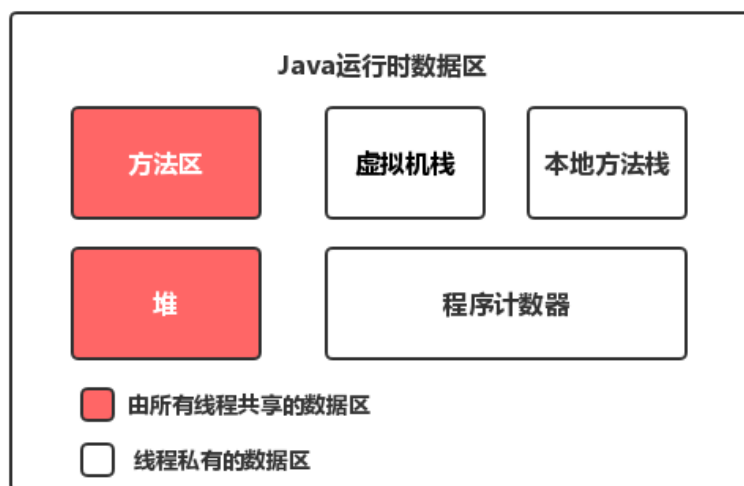 Java运行时数据区
方法区
虚拟机栈
本地方法栈
堆
程序计数器
由所有线程共享的数据区
线程私有的数据区